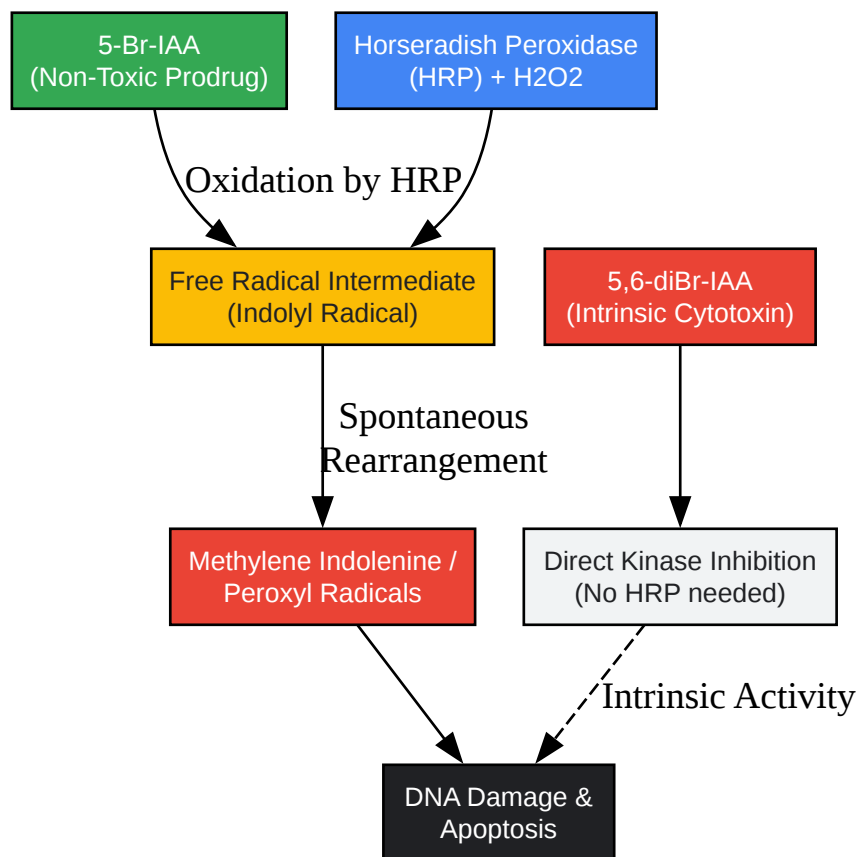 5-Br-IAA
(Non-Toxic Prodrug)
Horseradish Peroxidase
(HRP) + H2O2
Oxidation by HRP
Free Radical Intermediate
(Indolyl Radical)
5,6-diBr-IAA
(Intrinsic Cytotoxin)
Spontaneous
Rearrangement
Methylene Indolenine /
Peroxyl Radicals
Direct Kinase Inhibition
(No HRP needed)
Intrinsic Activity
DNA Damage &
Apoptosis